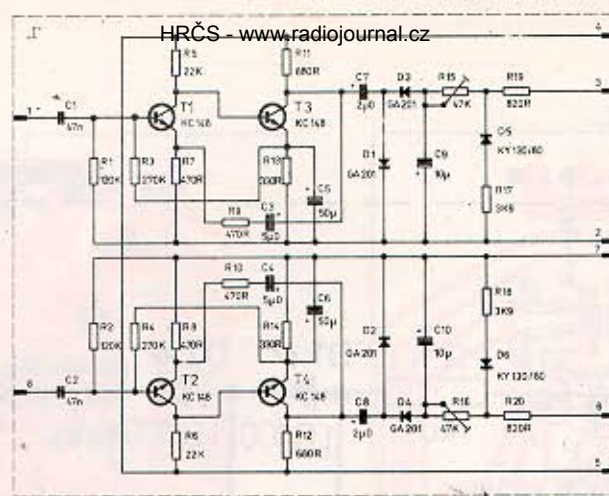 HRČS - www.radiojournal.cz
4
R5
22K
R11
680R
C7
2µ0
D3
GA201
R15
47K
R19
820R
3
1
C1
47n
T1
KC148
T3
KC148
R1
120K
R3
270K
R7
470R
R13
330R
C5
50µ
D1
GA201
C9
10µ
D5
KY130/80
R17
R9
470R
C3
5µ0
2
7
R10
470R
C4
5µ0
C6
50µ
R18
3K9
R2
120K
R4
270K
R8
470R
R14
330R
D2
GA201
C10
10µ
D6
KY130/80
C2
47n
T2
KC148
T4
KC148
C8
2µ0
D4
GA201
R16
47K
R20
820R
R6
22K
R12
680R
5